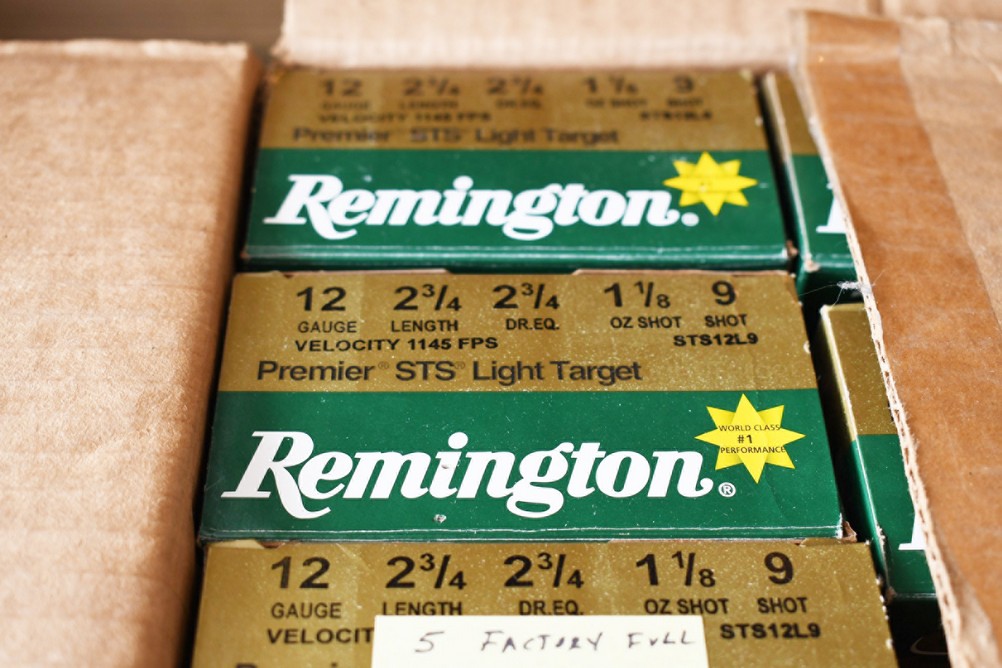 12 2¾ 2¾ 1⅛ 9
GAUGE LENGTH DR.EQ. OZ SHOT SHOT
VELOCITY 1145 FPS STS12L9
Premier STS Light Target
Remington®
12 2¾ 2¾ 1⅛ 9
GAUGE LENGTH DR.EQ. OZ SHOT SHOT
VELOCITY 1145 FPS STS12L9
Premier® STS® Light Target
WORLD CLASS
#1
PERFORMANCE
Remington®
12 2¾ 2¾ 1⅛ 9
GAUGE LENGTH DR.EQ. OZ SHOT SHOT
VELOCIT STS12L9
5 FACTORY FULL